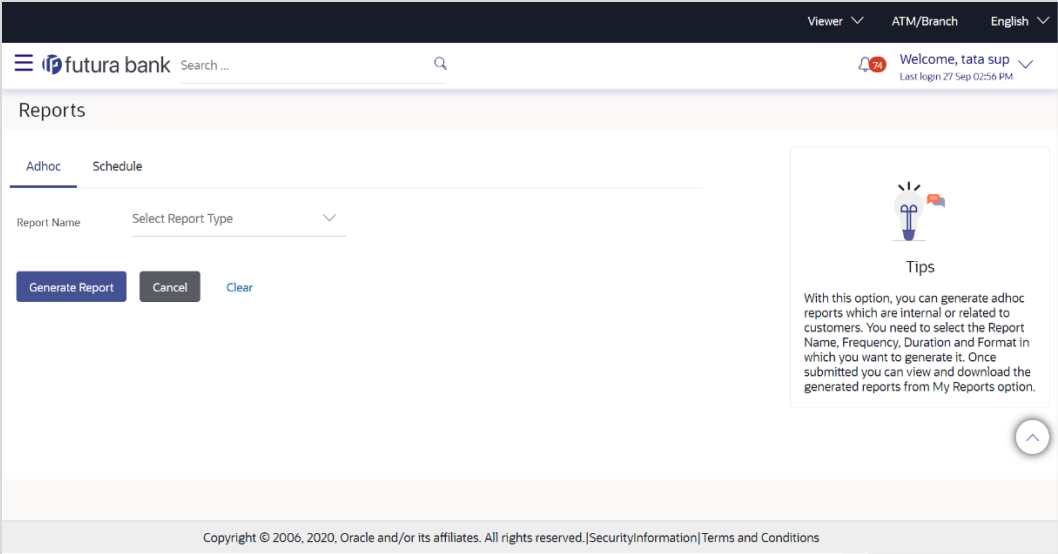 Viewer ATM/Branch English
futura bank Search ... 74 Welcome, tata sup
Last login 27 Sep 02:56 PM
Reports
Adhoc Schedule
Report Name Select Report Type
Generate Report Cancel Clear
Tips
With this option, you can generate adhoc
reports which are internal or related to
customers. You need to select the Report
Name, Frequency, Duration and Format in
which you want to generate it. Once
submitted you can view and download the
generated reports from My Reports option.
Copyright © 2006, 2020, Oracle and/or its affiliates. All rights reserved.|SecurityInformation|Terms and Conditions